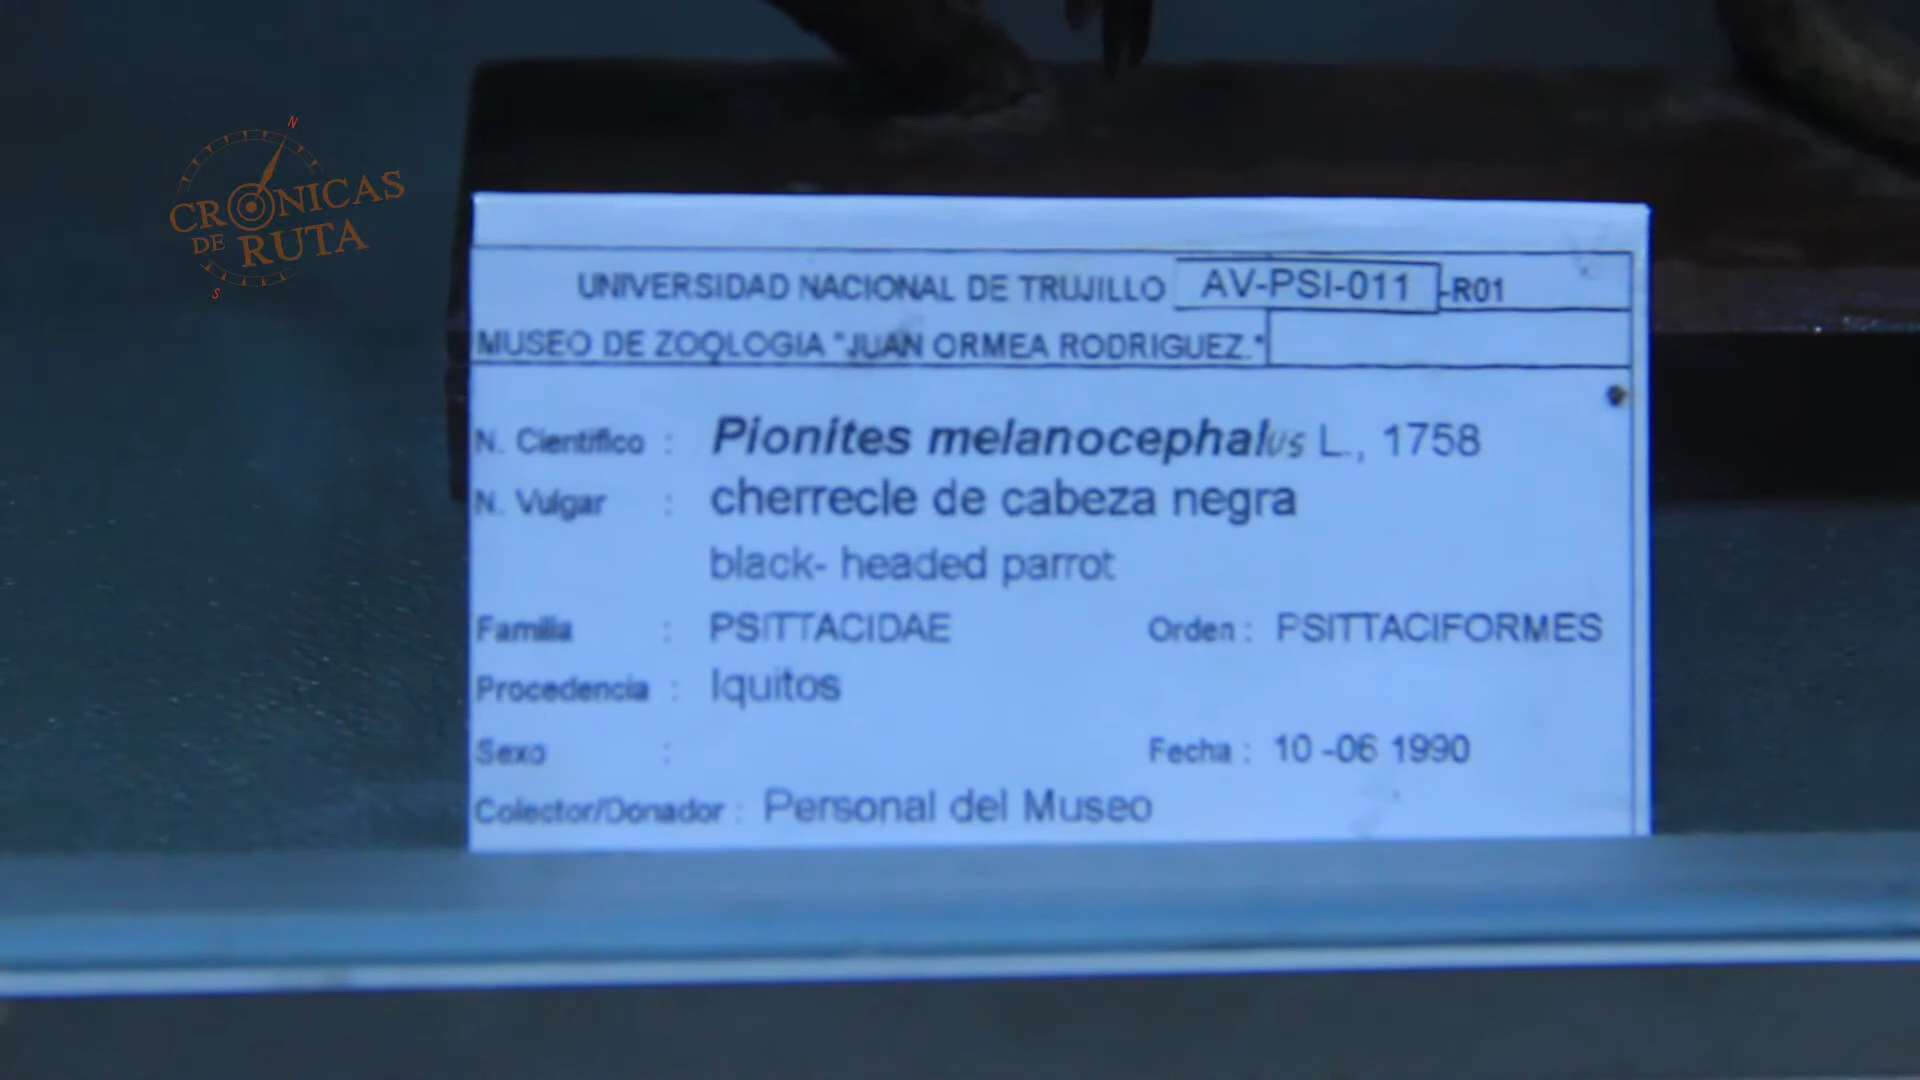 N
CRONICAS
DE RUTA
S
UNIVERSIDAD NACIONAL DE TRUJILLO AV-PSI-011 -R01
MUSEO DE ZOOLOGIA "JUAN ORMEA RODRIGUEZ."
N. Científico : Pionites melanocephalus L., 1758
N. Vulgar : cherrecle de cabeza negra
black- headed parrot
Familia : PSITTACIDAE Orden : PSITTACIFORMES
Procedencia : Iquitos
Sexo : Fecha : 10 -06 1990
Colector/Donador : Personal del Museo